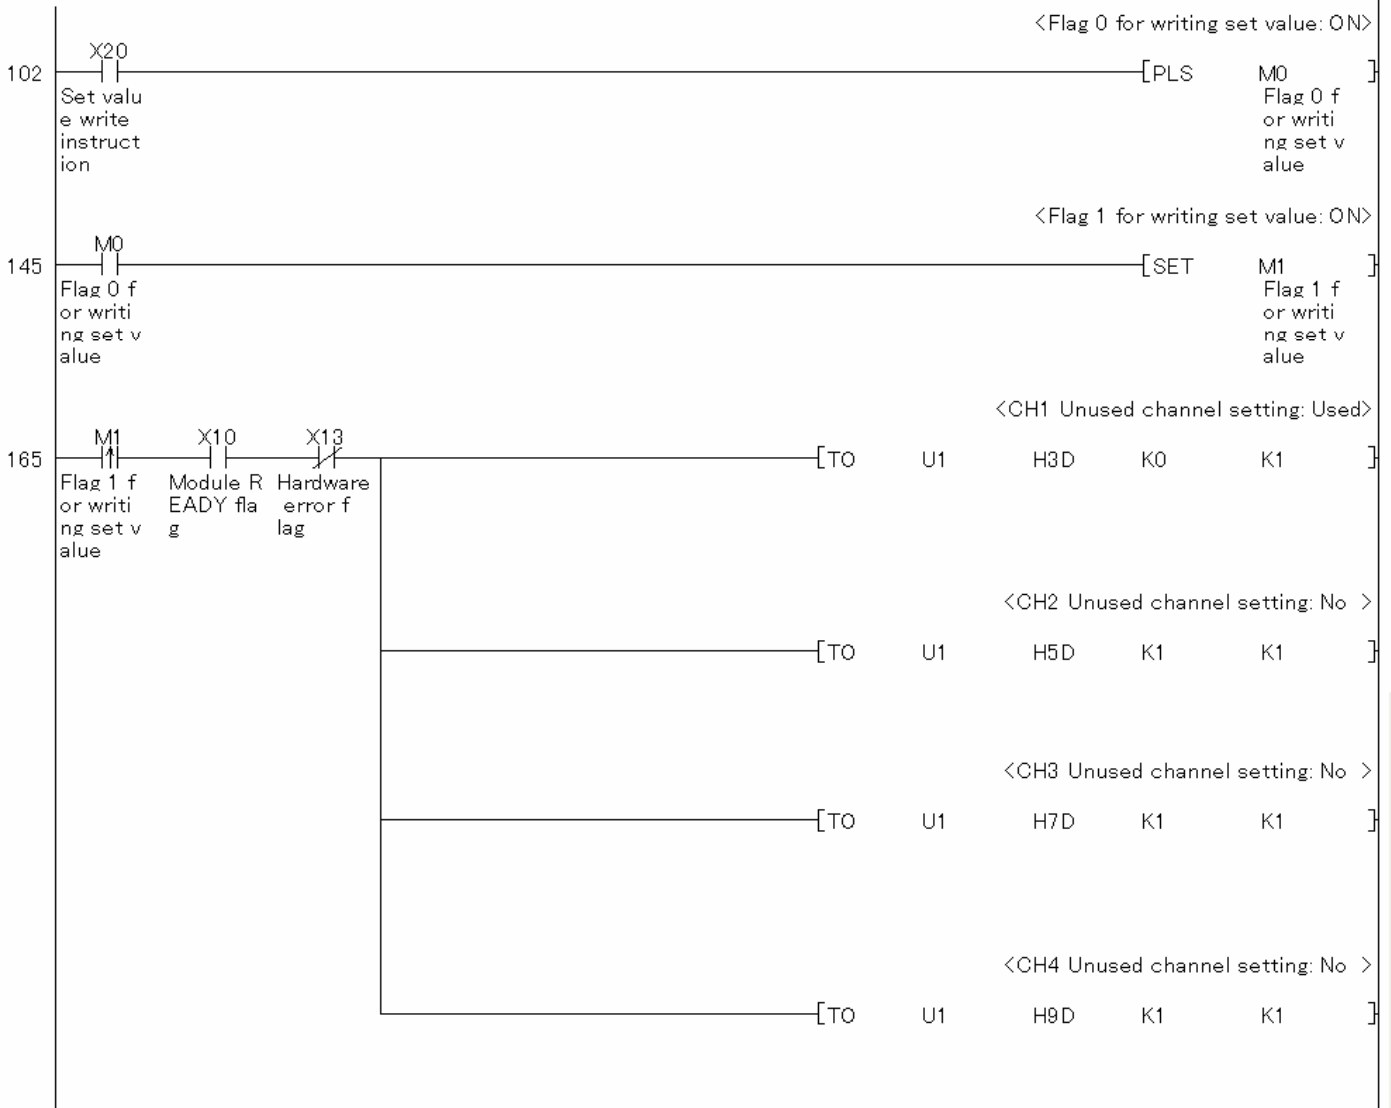 <Flag 0 for writing set value: ON>
X20
102 [PLS M0 ]
Set valu
e write
instruct
ion
Flag 0 f
or writi
ng set v
alue
<Flag 1 for writing set value: ON>
M0
145 [SET M1 ]
Flag 0 f
or writi
ng set v
alue
Flag 1 f
or writi
ng set v
alue
<CH1 Unused channel setting: Used>
M1 X10 X13
165 [TO U1 H3D K0 K1 ]
Flag 1 f
or writi
ng set v
alue
Module R
EADY fla
g
Hardware
error f
lag
<CH2 Unused channel setting: No >
[TO U1 H5D K1 K1 ]
<CH3 Unused channel setting: No >
[TO U1 H7D K1 K1 ]
<CH4 Unused channel setting: No >
[TO U1 H9D K1 K1 ]